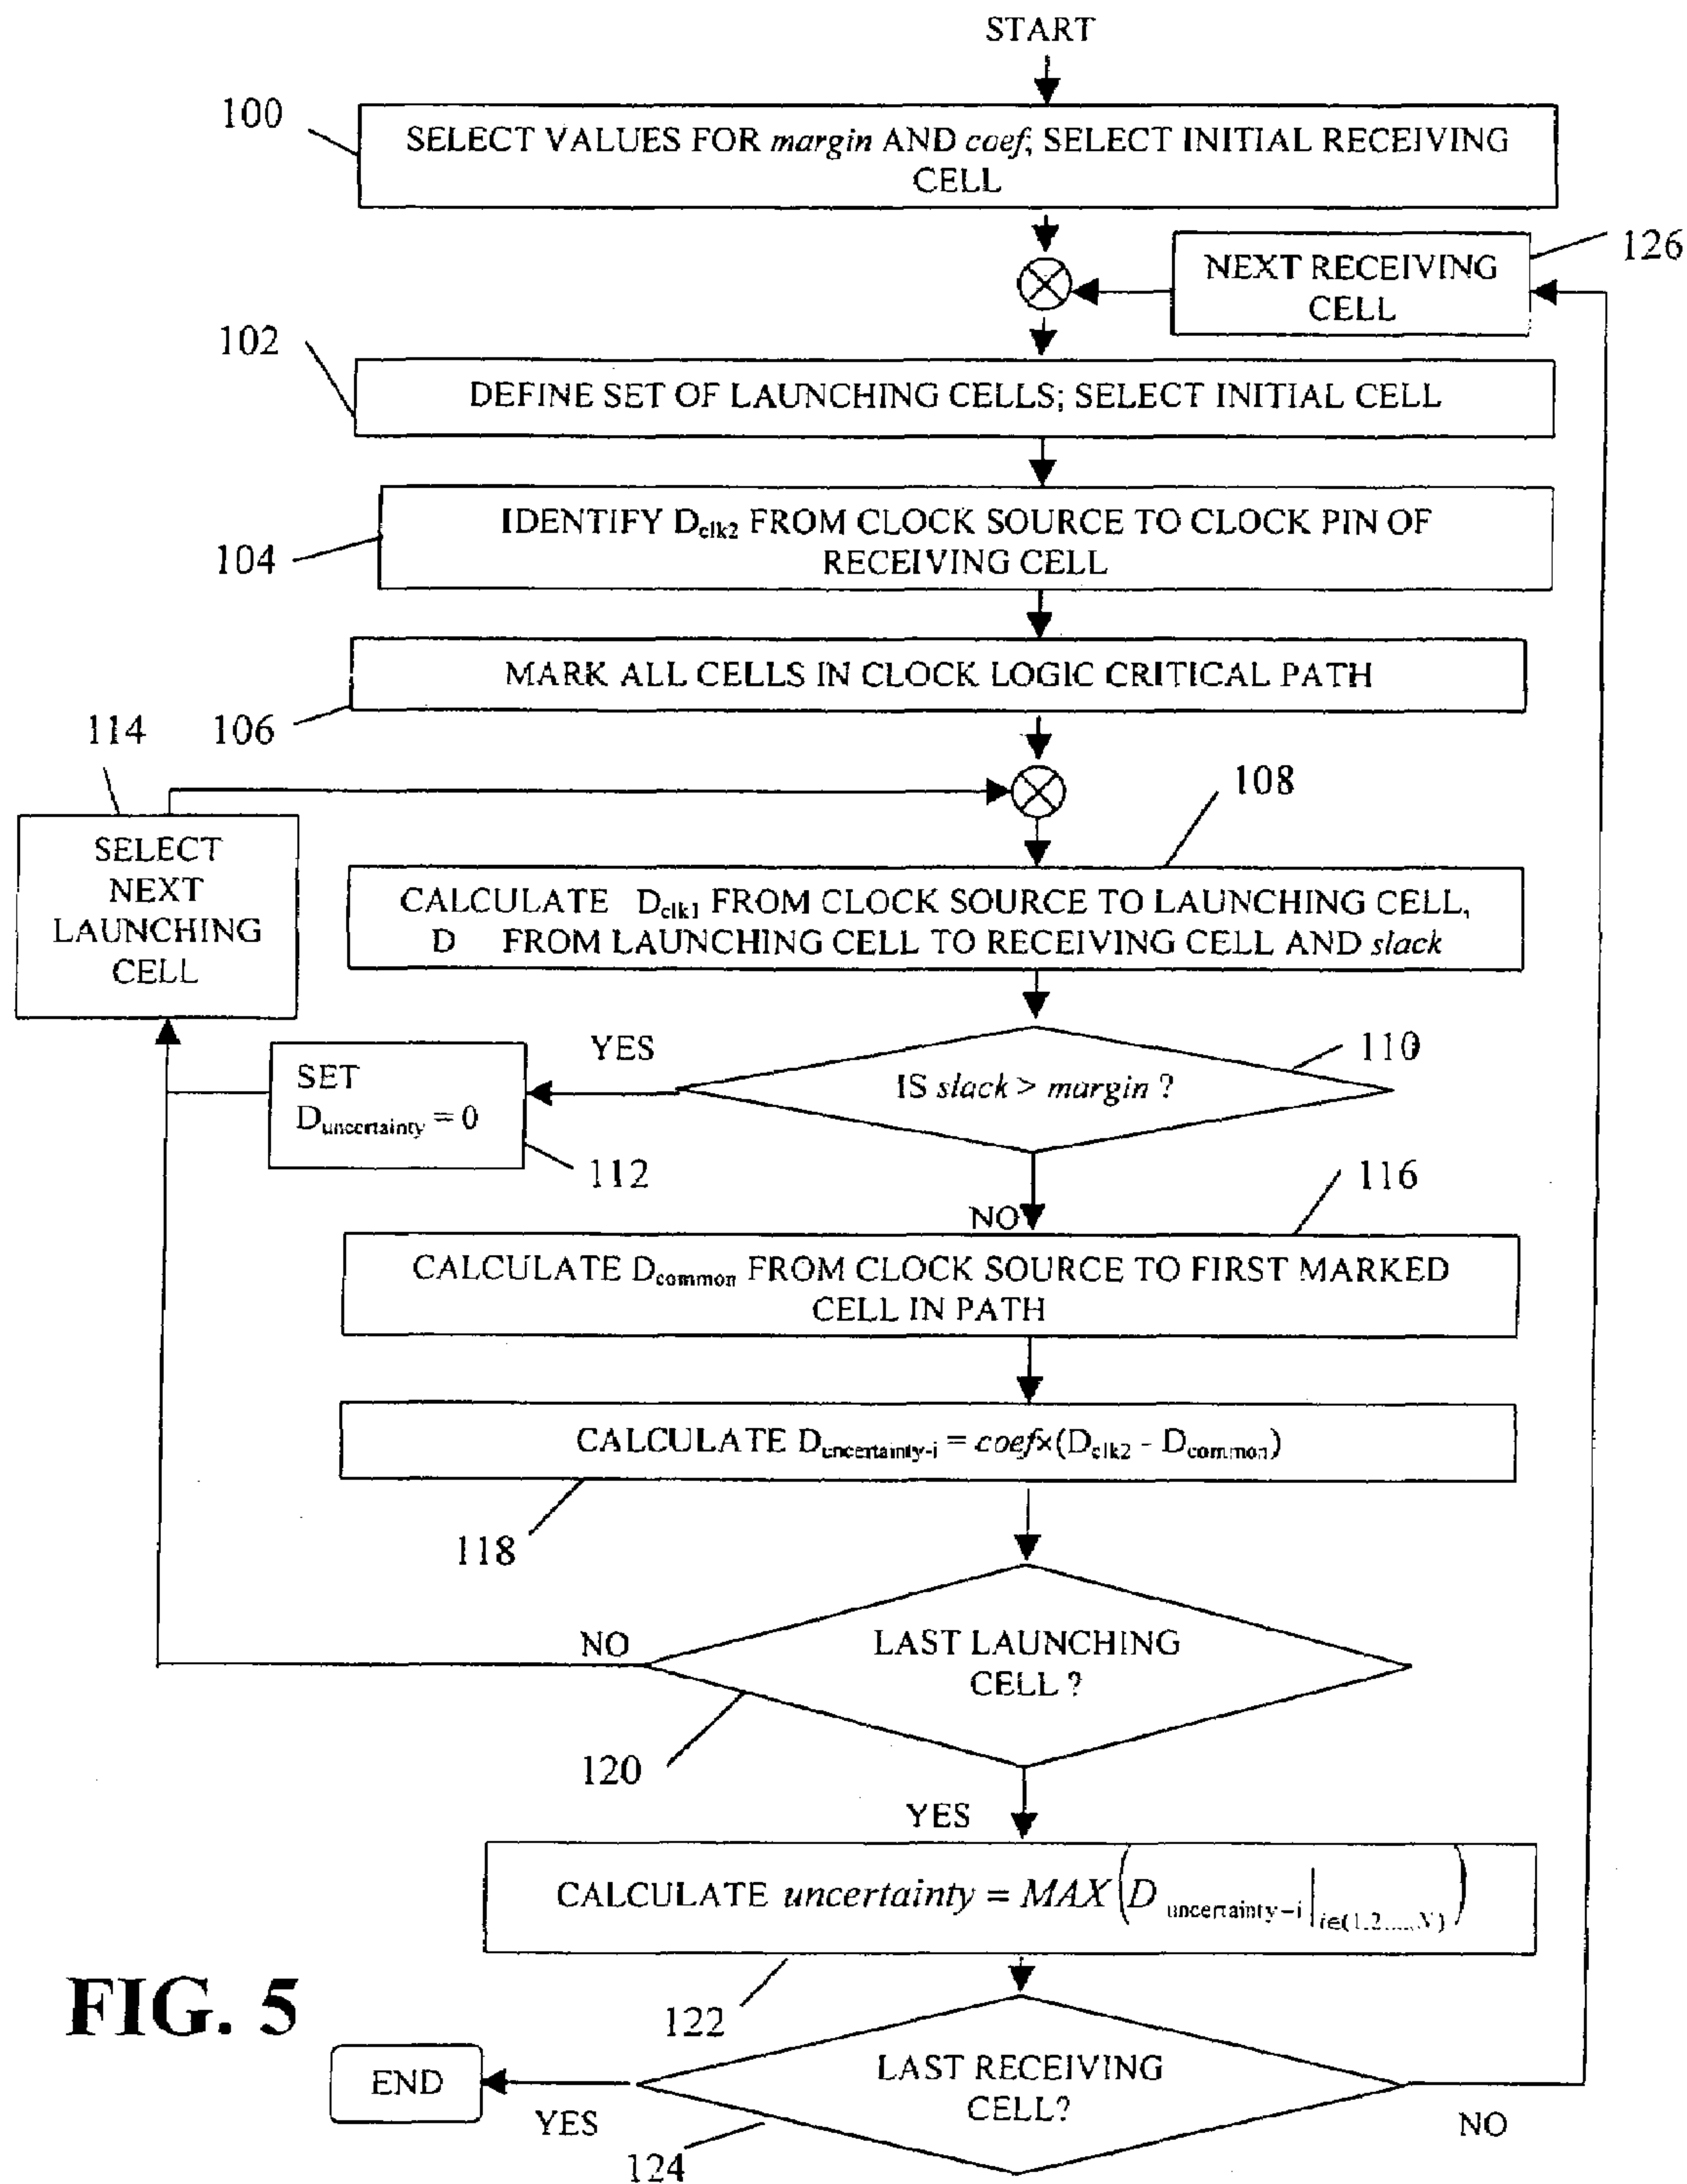 START
100
SELECT VALUES FOR margin AND coef; SELECT INITIAL RECEIVING
CELL
126
NEXT RECEIVING
CELL
102
DEFINE SET OF LAUNCHING CELLS; SELECT INITIAL CELL
IDENTIFY Dclk2 FROM CLOCK SOURCE TO CLOCK PIN OF
RECEIVING CELL
104
MARK ALL CELLS IN CLOCK LOGIC CRITICAL PATH
106
114
108
SELECT
NEXT
LAUNCHING
CELL
CALCULATE Dclk1 FROM CLOCK SOURCE TO LAUNCHING CELL,
D FROM LAUNCHING CELL TO RECEIVING CELL AND slack
YES
110
IS slack > margin ?
SET
Duncertainty = 0
112
116
NO
CALCULATE Dcommon FROM CLOCK SOURCE TO FIRST MARKED
CELL IN PATH
CALCULATE Duncertainty-i = coef×(Dclk2 - Dcommon)
118
NO
LAST LAUNCHING
CELL ?
120
YES
CALCULATE uncertainty = MAX(D uncertainty-i |i∈(1,2,...,N))
122
FIG. 5
LAST RECEIVING
CELL?
END
YES
NO
124